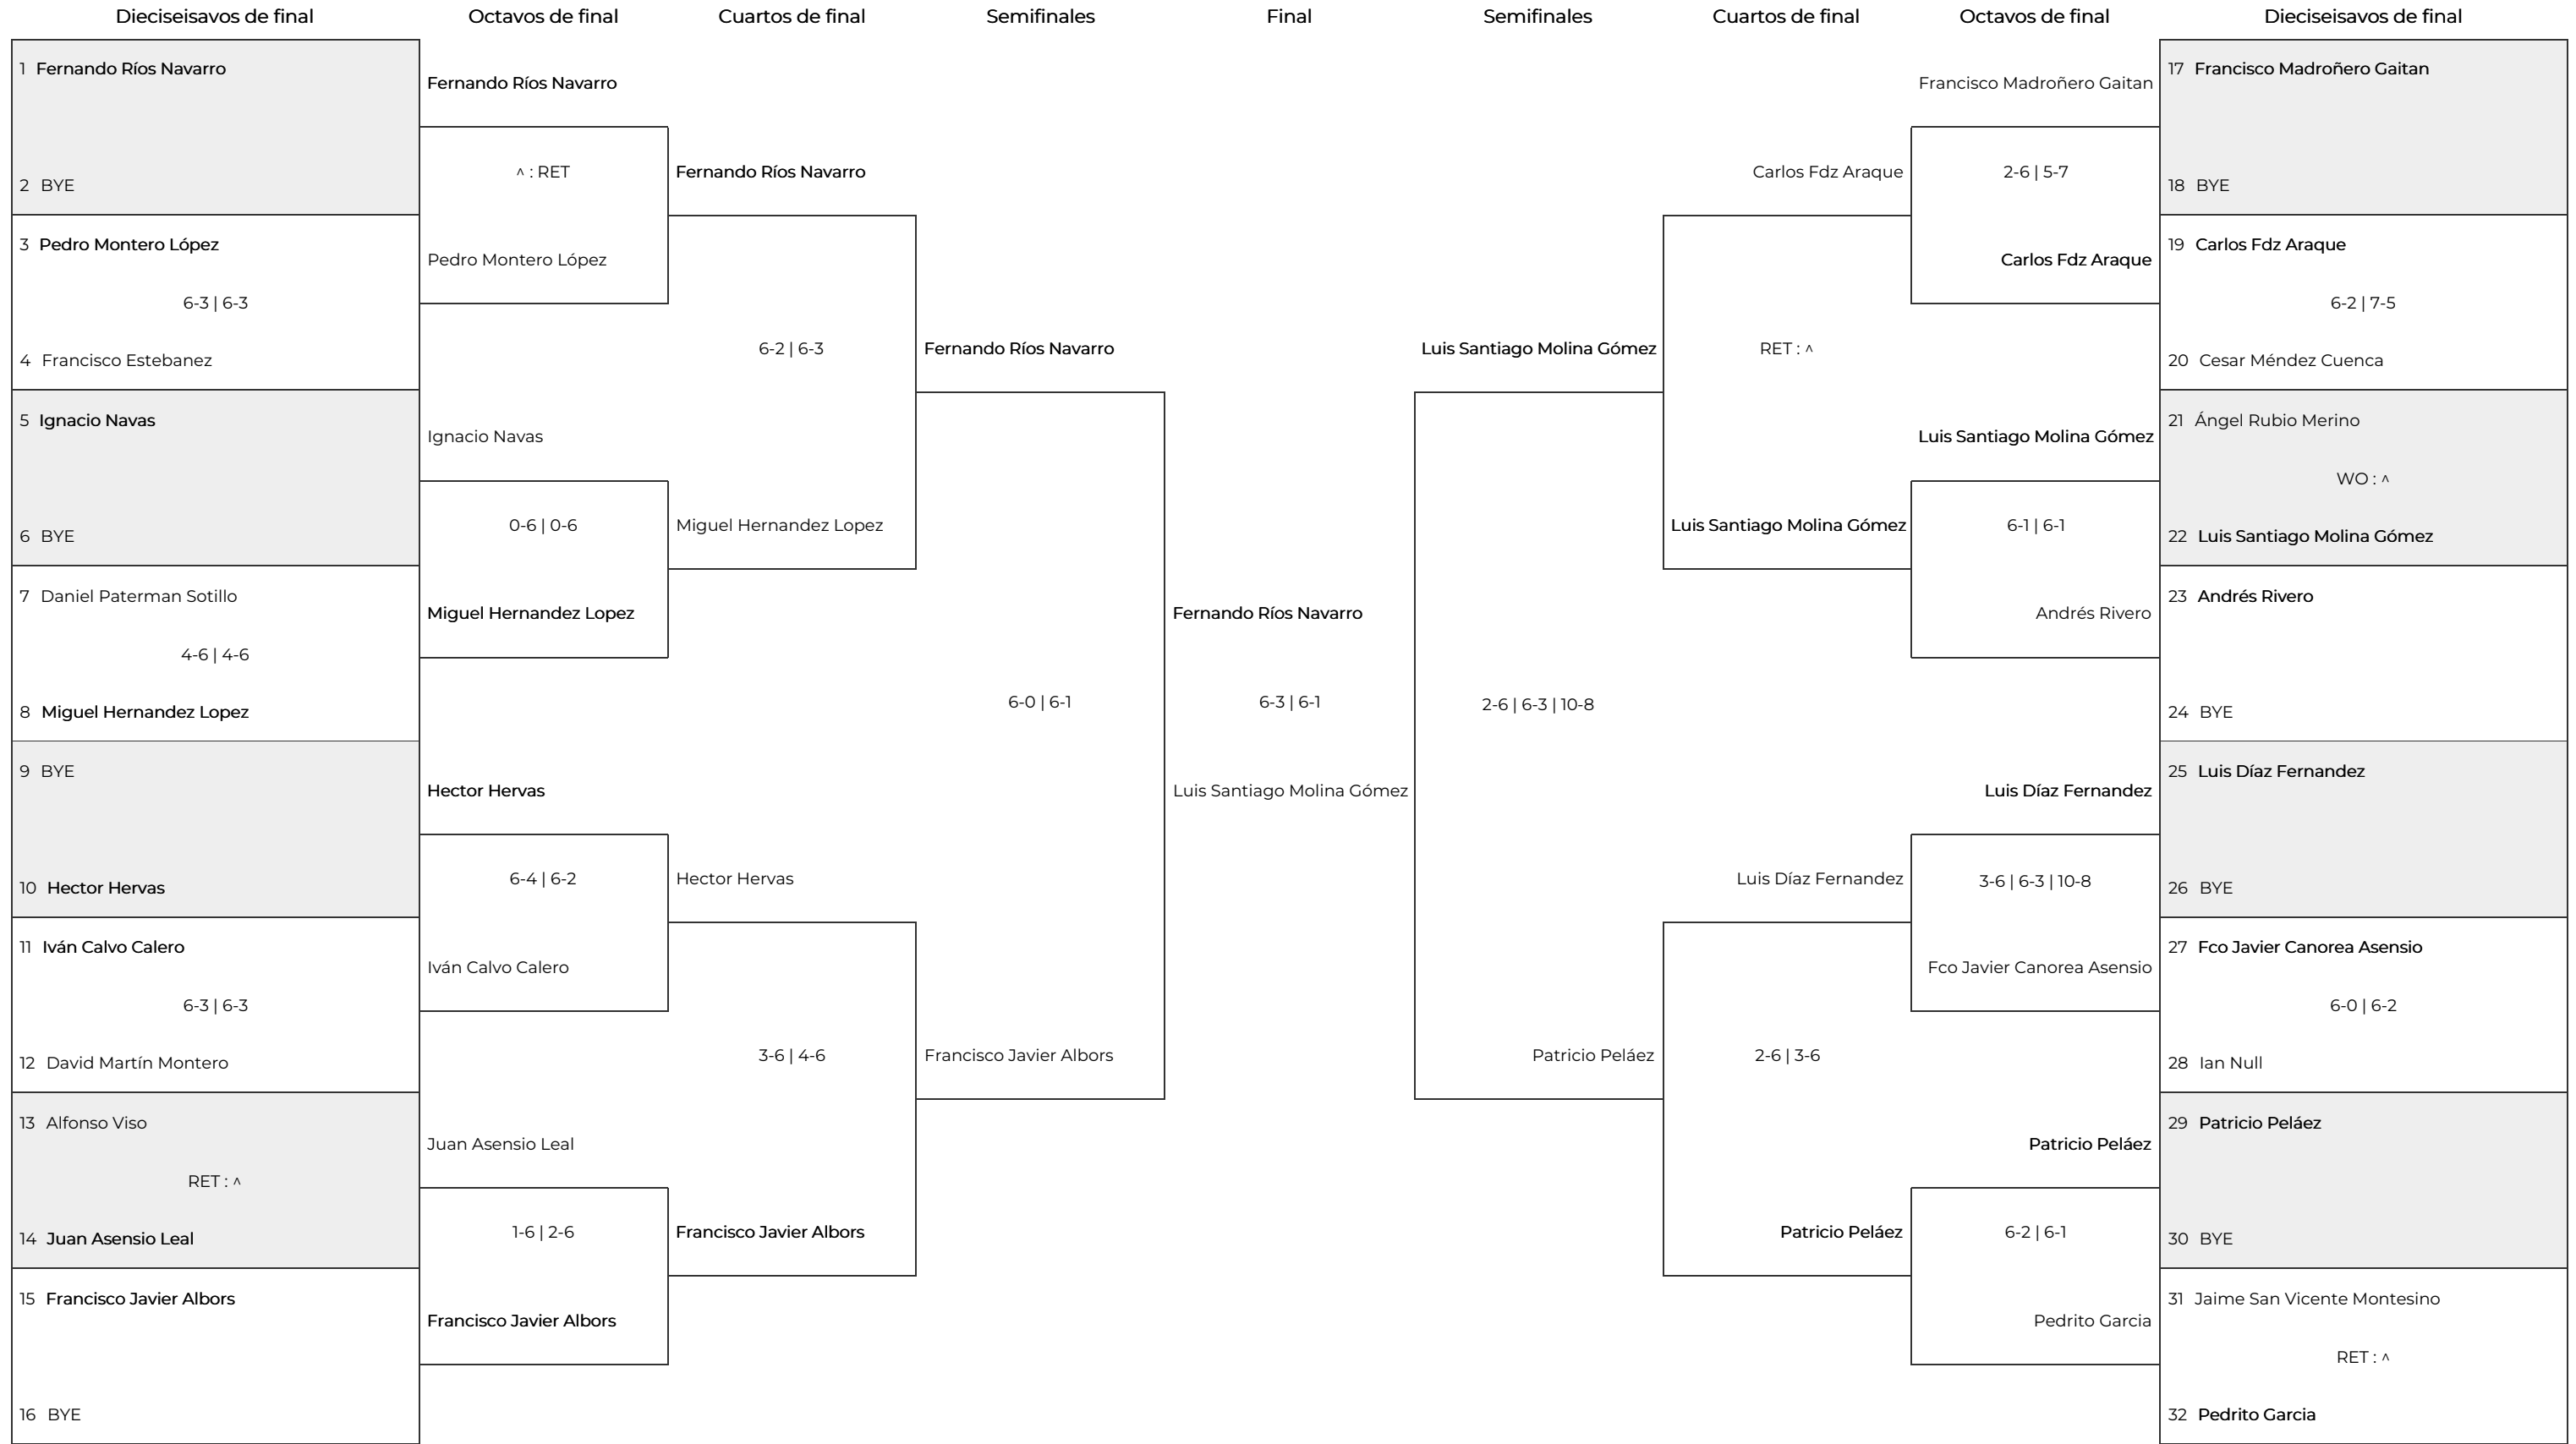 Dieciseisavos de final
Octavos de final
Cuartos de final
Semifinales
Final
Semifinales
Cuartos de final
Octavos de final
Dieciseisavos de final
1 Fernando Ríos Navarro
2 BYE
3 Pedro Montero López
6-3 | 6-3
4 Francisco Estebanez
5 Ignacio Navas
6 BYE
7 Daniel Paterman Sotillo
4-6 | 4-6
8 Miguel Hernandez Lopez
9 BYE
10 Hector Hervas
11 Iván Calvo Calero
6-3 | 6-3
12 David Martín Montero
13 Alfonso Viso
RET : ^
14 Juan Asensio Leal
15 Francisco Javier Albors
16 BYE
Fernando Ríos Navarro
^ : RET
Pedro Montero López
Ignacio Navas
0-6 | 0-6
Miguel Hernandez Lopez
Hector Hervas
6-4 | 6-2
Iván Calvo Calero
Juan Asensio Leal
1-6 | 2-6
Francisco Javier Albors
Fernando Ríos Navarro
6-2 | 6-3
Miguel Hernandez Lopez
Hector Hervas
3-6 | 4-6
Francisco Javier Albors
Fernando Ríos Navarro
6-0 | 6-1
Francisco Javier Albors
Fernando Ríos Navarro
6-3 | 6-1
Luis Santiago Molina Gómez
Luis Santiago Molina Gómez
2-6 | 6-3 | 10-8
Patricio Peláez
Carlos Fdz Araque
RET : ^
Luis Santiago Molina Gómez
Luis Díaz Fernandez
2-6 | 3-6
Patricio Peláez
Francisco Madroñero Gaitan
2-6 | 5-7
Carlos Fdz Araque
Luis Santiago Molina Gómez
6-1 | 6-1
Andrés Rivero
Luis Díaz Fernandez
3-6 | 6-3 | 10-8
Fco Javier Canorea Asensio
Patricio Peláez
6-2 | 6-1
Pedrito Garcia
17 Francisco Madroñero Gaitan
18 BYE
19 Carlos Fdz Araque
6-2 | 7-5
20 Cesar Méndez Cuenca
21 Ángel Rubio Merino
WO : ^
22 Luis Santiago Molina Gómez
23 Andrés Rivero
24 BYE
25 Luis Díaz Fernandez
26 BYE
27 Fco Javier Canorea Asensio
6-0 | 6-2
28 Ian Null
29 Patricio Peláez
30 BYE
31 Jaime San Vicente Montesino
RET : ^
32 Pedrito Garcia